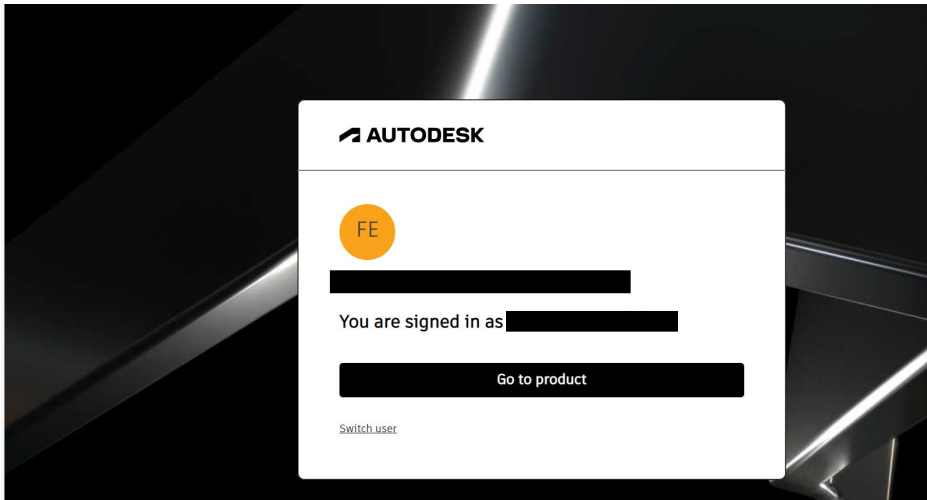 AUTODESK
FE
You are signed in as
Go to product
Switch user